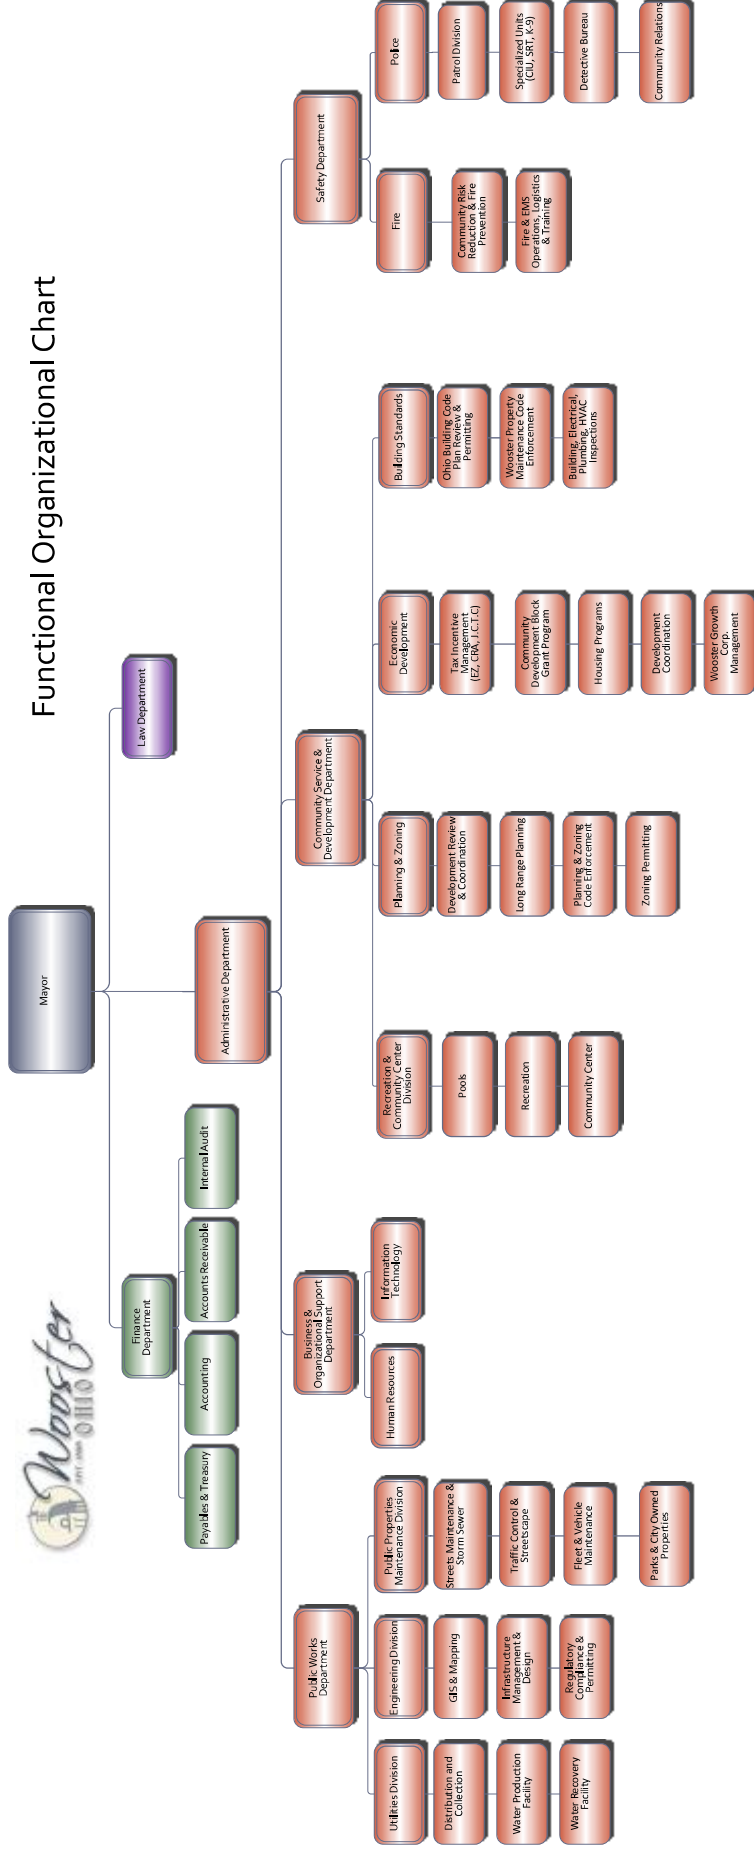 Wooster
OHIO
Functional Organizational Chart
Mayor
Finance
Department
Law Department
Payables & Treasury
Accounting
Accounts Receivable
Internal Audit
Administrative Department
Public Works
Department
Business &
Organizational Support
Department
Community Service &
Development Department
Safety Department
Utilities Division
Distribution and
Collection
Water Production
Facility
Water Recovery
Facility
Engineering Division
GIS & Mapping
Infrastructure
Management &
Design
Regulatory
Compliance &
Permitting
Public Properties
Maintenance Division
Streets Maintenance &
Storm Sewer
Traffic Control &
Streetscape
Fleet & Vehicle
Maintenance
Parks & City Owned
Properties
Human Resources
Information
Technology
Recreation &
Community Center
Division
Pools
Recreation
Community Center
Planning & Zoning
Development Review
& Coordination
Long Range Planning
Planning & Zoning
Code Enforcement
Zoning Permitting
Economic
Development
Tax Incentive
Management
(EZ, CRA, J.C.T.C)
Community
Development Block
Grant Program
Housing Programs
Development
Coordination
Wooster Growth
Corp.
Management
Building Standards
Ohio Building Code
Plan Review &
Permitting
Wooster Property
Maintenance Code
Enforcement
Building, Electrical,
Plumbing, HVAC
Inspections
Fire
Community Risk
Reduction & Fire
Prevention
Fire & EMS
Operations, Logistics
& Training
Police
Patrol Division
Specialized Units
(CIU, SRT, K-9)
Detective Bureau
Community Relations